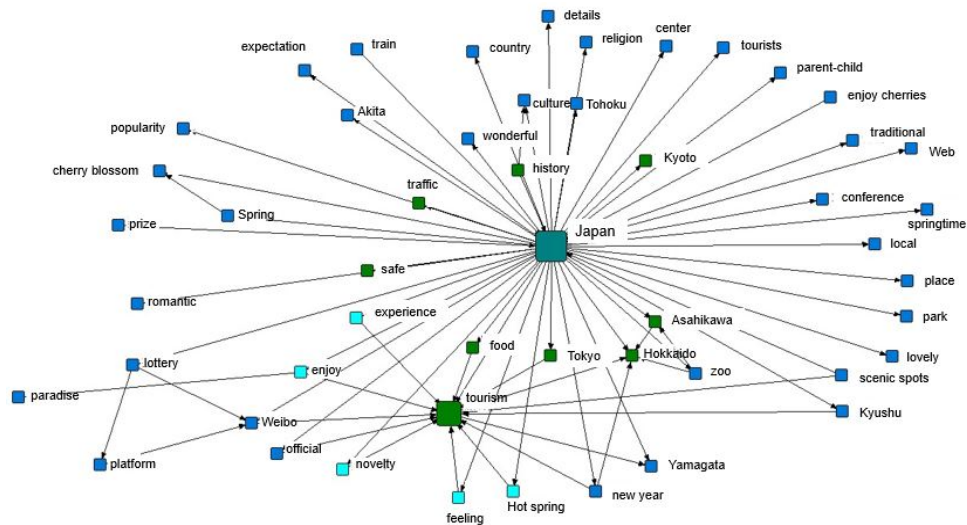 details
religion
center
country
tourists
train
expectation
parent-child
enjoy cherries
culture
Tohoku
Akita
popularity
wonderful
traditional
Web
Kyoto
history
cherry blossom
traffic
conference
Spring
springtime
prize
Japan
local
safe
place
romantic
experience
park
Asahikawa
food
Tokyo
Hokkaido
lovely
lottery
enjoy
zoo
scenic spots
paradise
tourism
Weibo
Kyushu
official
platform
novelty
Yamagata
new year
Hot spring
feeling